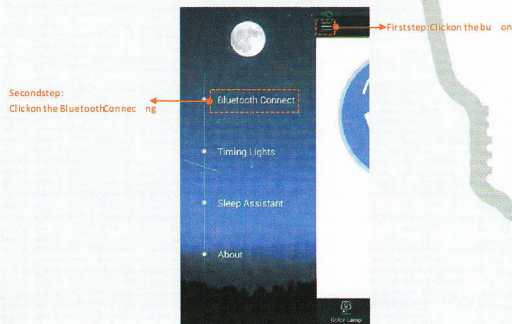 Firststep:Clickon the bu on
Secondstep:
Clickon the BluetoothConnec ng
Bluetooth Connect
Timing Lights
Sleep Assistant
About
Color Lamp